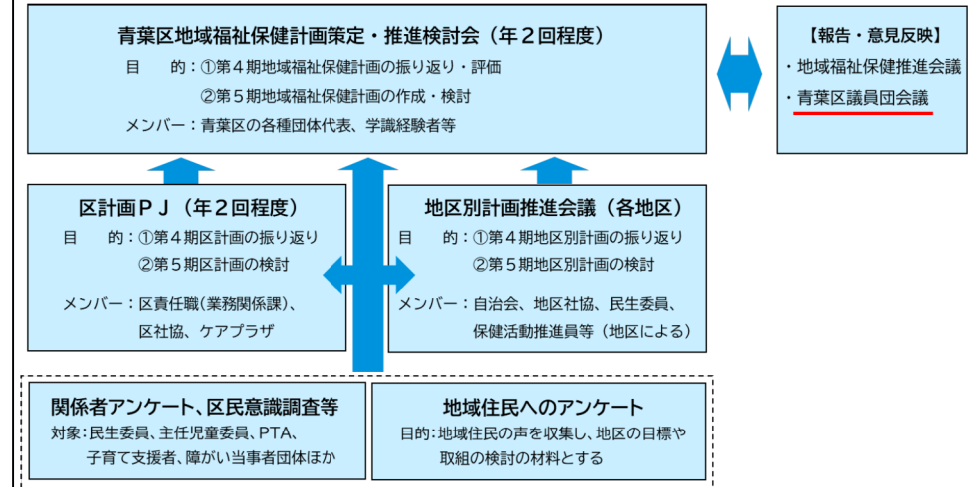 青葉区地域福祉保健計画策定・推進検討会（年２回程度）
目　　的：①第４期地域福祉保健計画の振り返り・評価
②第５期地域福祉保健計画の作成・検討
メンバー：青葉区の各種団体代表、学識経験者等
【報告・意見反映】
・地域福祉保健推進会議
・青葉区議員団会議
区計画ＰＪ（年２回程度）
目　　的：①第４期区計画の振り返り
②第５期区計画の検討
メンバー：区責任職(業務関係課)、
区社協、ケアプラザ
地区別計画推進会議（各地区）
目　　的：①第４期地区別計画の振り返り
②第５期地区別計画の検討
メンバー：自治会、地区社協、民生委員、
保健活動推進員等（地区による）
関係者アンケート、区民意識調査等
対象：民生委員、主任児童委員、PTA、
子育て支援者、障がい当事者団体ほか
地域住民へのアンケート
目的：地域住民の声を収集し、地区の目標や
取組の検討の材料とする